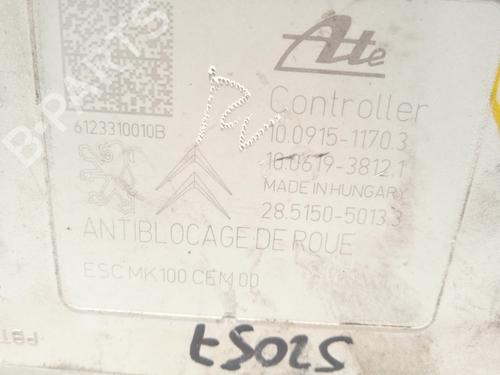 Ate
Controller
6123310010B
10.0915-1170.3
10.0619-3812.1
MADE IN HUNGARY
28.5150-5013.3
ANTIBLOCAGE DE ROUE
ESC MK100 CEM 00
B-PARTS